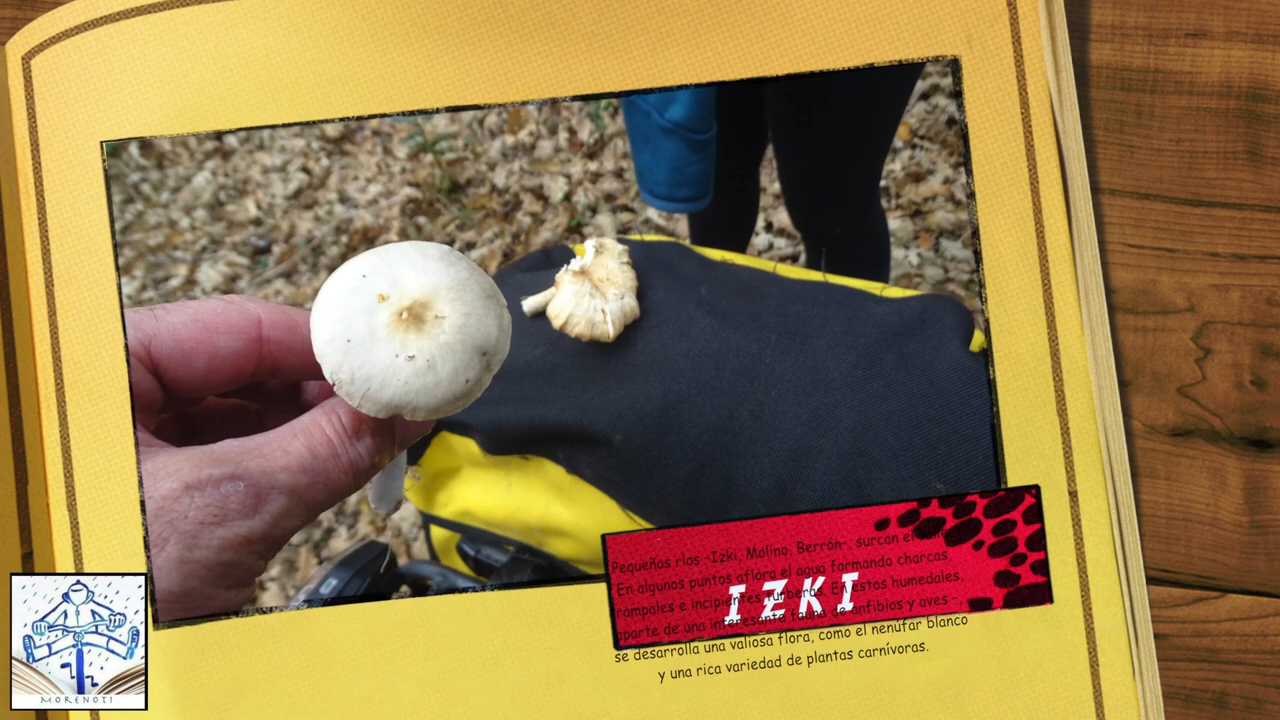 Pequeños ríos -Izki, Molino, Berrón-, surcan el
En algunos puntos aflora el agua formando charcas,
trampales e incipientes turberas. En estos humedales,
aparte de una interesante fauna de anfibios y aves -
se desarrolla una valiosa flora, como el nenúfar blanco
y una rica variedad de plantas carnívoras.
IZKI
MORENOTI